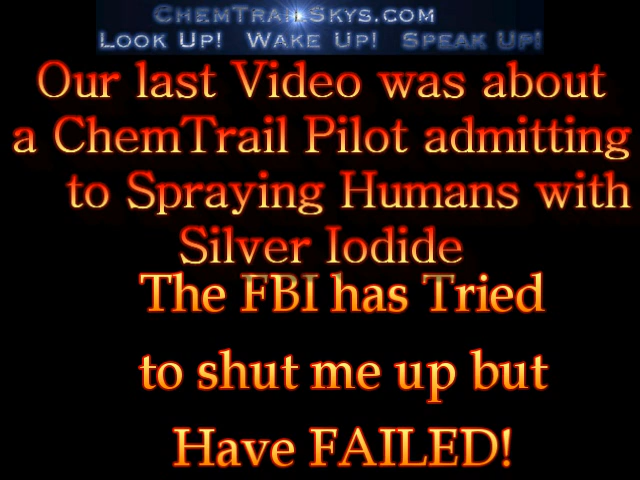 ChemTrailSkys.com
Look Up! Wake Up! Speak Up!
Our last Video was about
a ChemTrail Pilot admitting
to Spraying Humans with
Silver Iodide
The FBI has Tried
to shut me up but
Have FAILED!